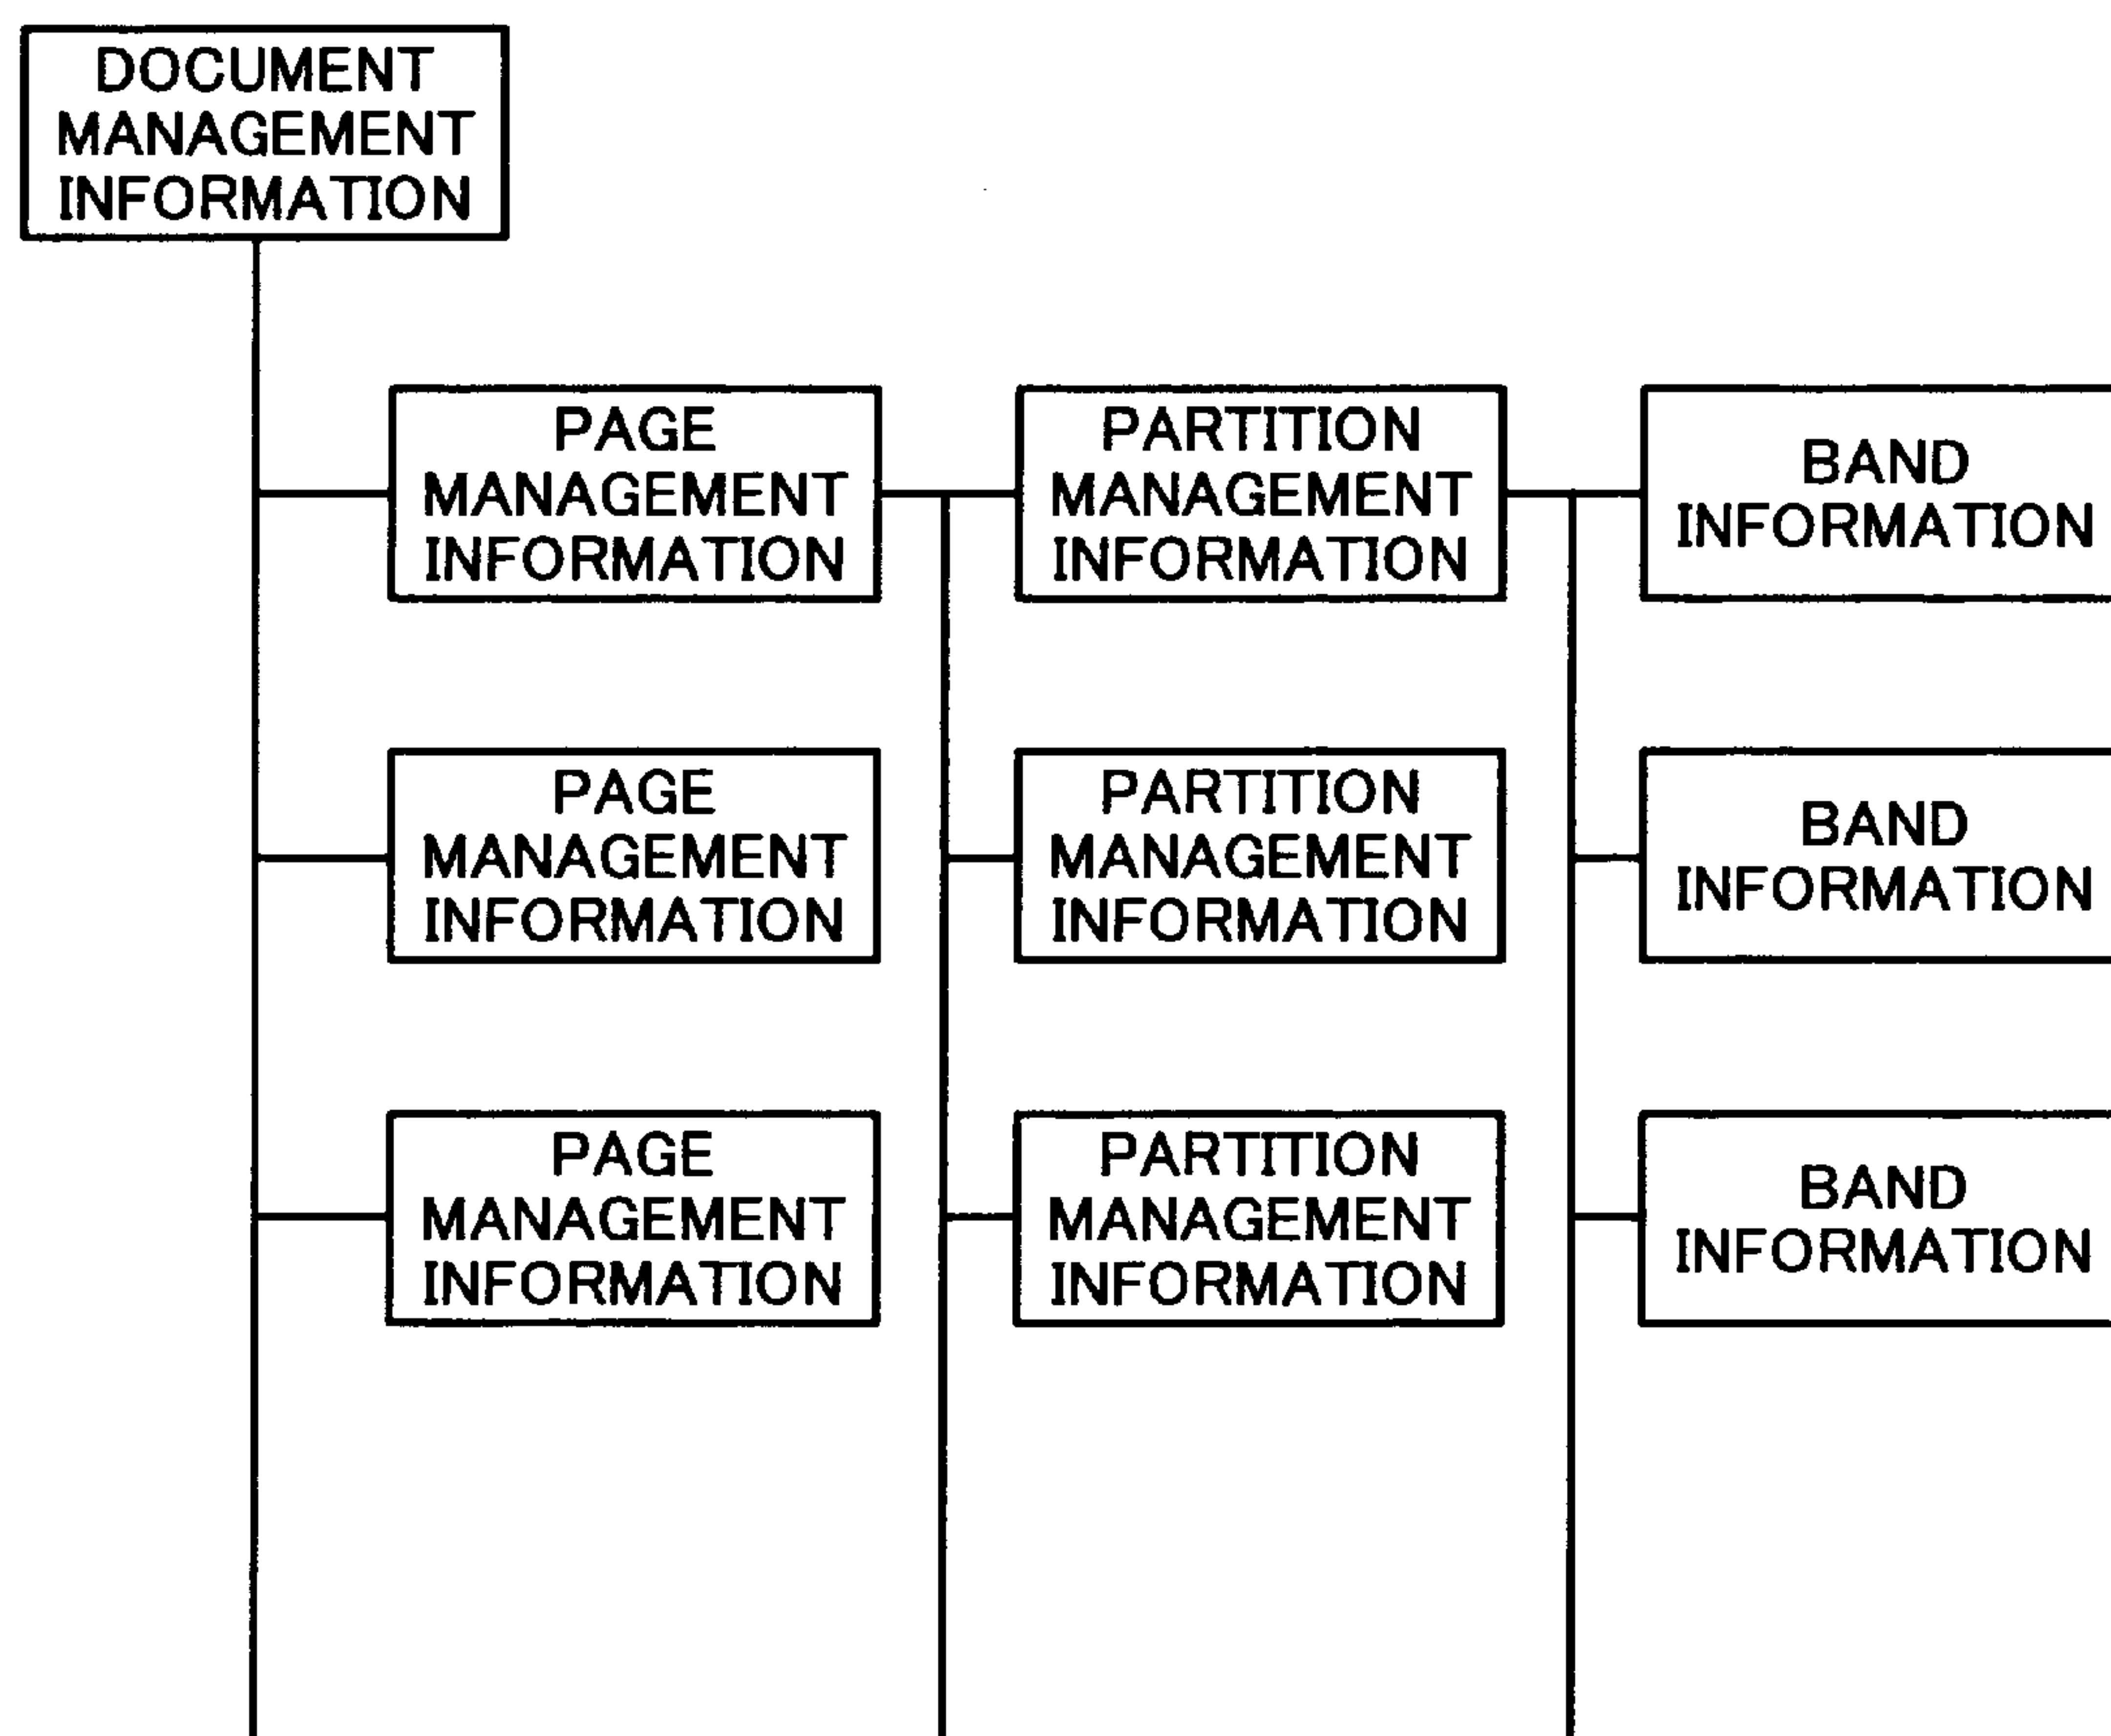 DOCUMENT
MANAGEMENT
INFORMATION
PAGE
MANAGEMENT
INFORMATION
PARTITION
MANAGEMENT
INFORMATION
BAND
INFORMATION
PAGE
MANAGEMENT
INFORMATION
PARTITION
MANAGEMENT
INFORMATION
BAND
INFORMATION
PAGE
MANAGEMENT
INFORMATION
PARTITION
MANAGEMENT
INFORMATION
BAND
INFORMATION